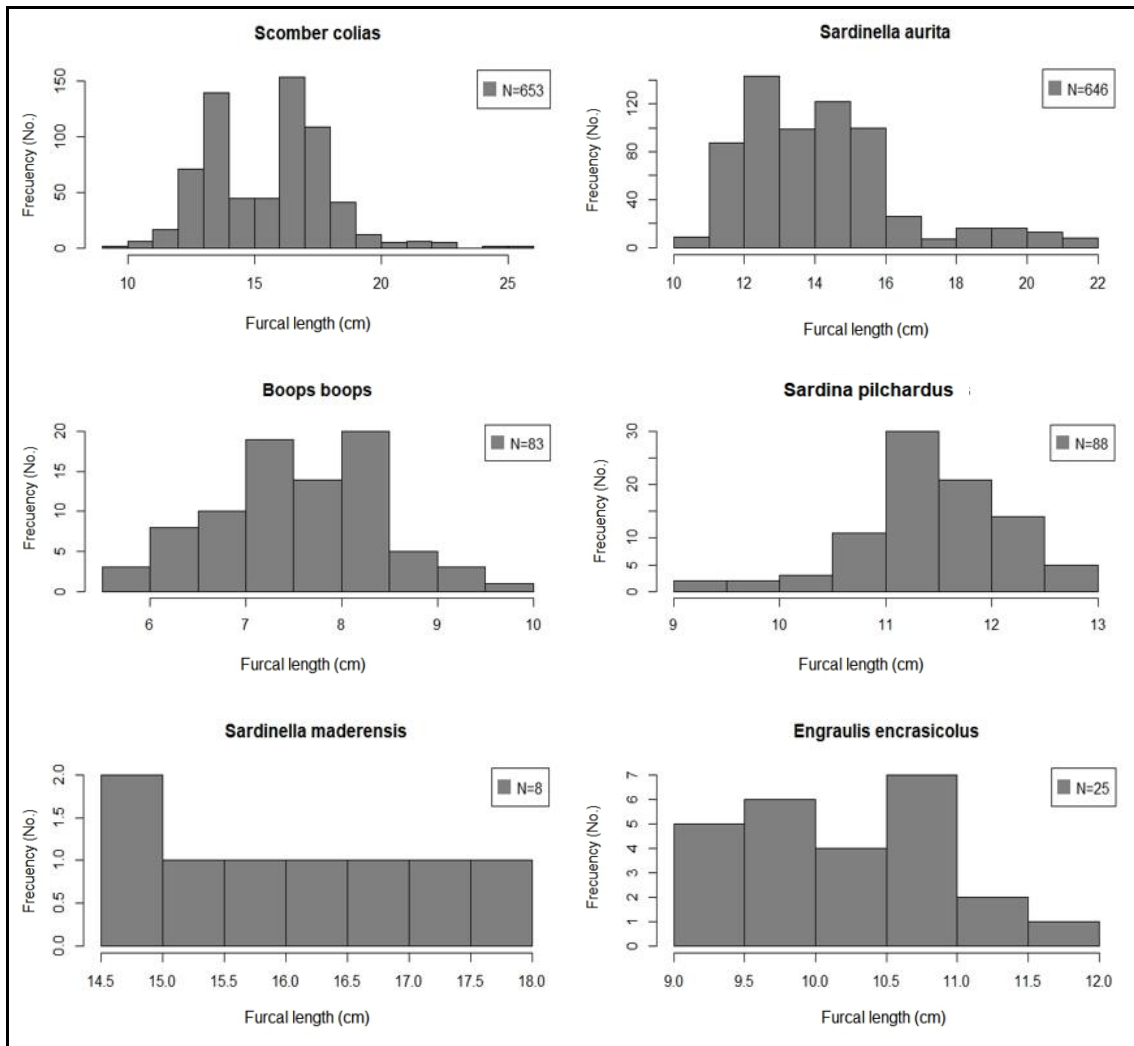 Scomber colias
N=653
Frecuency (No.)
0 50 100 150
10 15 20 25
Furcal length (cm)
Sardinella aurita
N=646
Frecuency (No.)
0 40 80 120
10 12 14 16 18 20 22
Furcal length (cm)
Boops boops
N=83
Frecuency (No.)
0 5 10 15 20
6 7 8 9 10
Furcal length (cm)
Sardina pilchardus
N=88
Frecuency (No.)
0 5 10 20 30
9 10 11 12 13
Furcal length (cm)
Sardinella maderensis
N=8
Frecuency (No.)
0.0 0.5 1.0 1.5 2.0
14.5 15.0 15.5 16.0 16.5 17.0 17.5 18.0
Furcal length (cm)
Engraulis encrasicolus
N=25
Frecuency (No.)
0 1 2 3 4 5 6 7
9.0 9.5 10.0 10.5 11.0 11.5 12.0
Furcal length (cm)